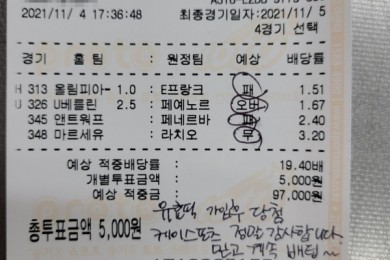 2021/11/ 4 17:36:48 최종경기일자:2021/11/ 5
4경기 선택
경기 홈 팀 : 원정팀 예상 배당률
H 313 올림피아- 1.0 : E프랑크 패 1.51
U 326 U베를린 2.5 : 페예노르 오버 1.67
345 앤트워프 : 페네르바 패 2.40
348 마르세유 : 라치오 무 3.20
예상 적중배당률 : 19.40배
개별투표금액 : 5,000원
예상 적중금 : 97,000원
총투표금액 5,000원
가입후 당첨
케이스포츠 정말 감사합니다.
믿고 계속 배팅~